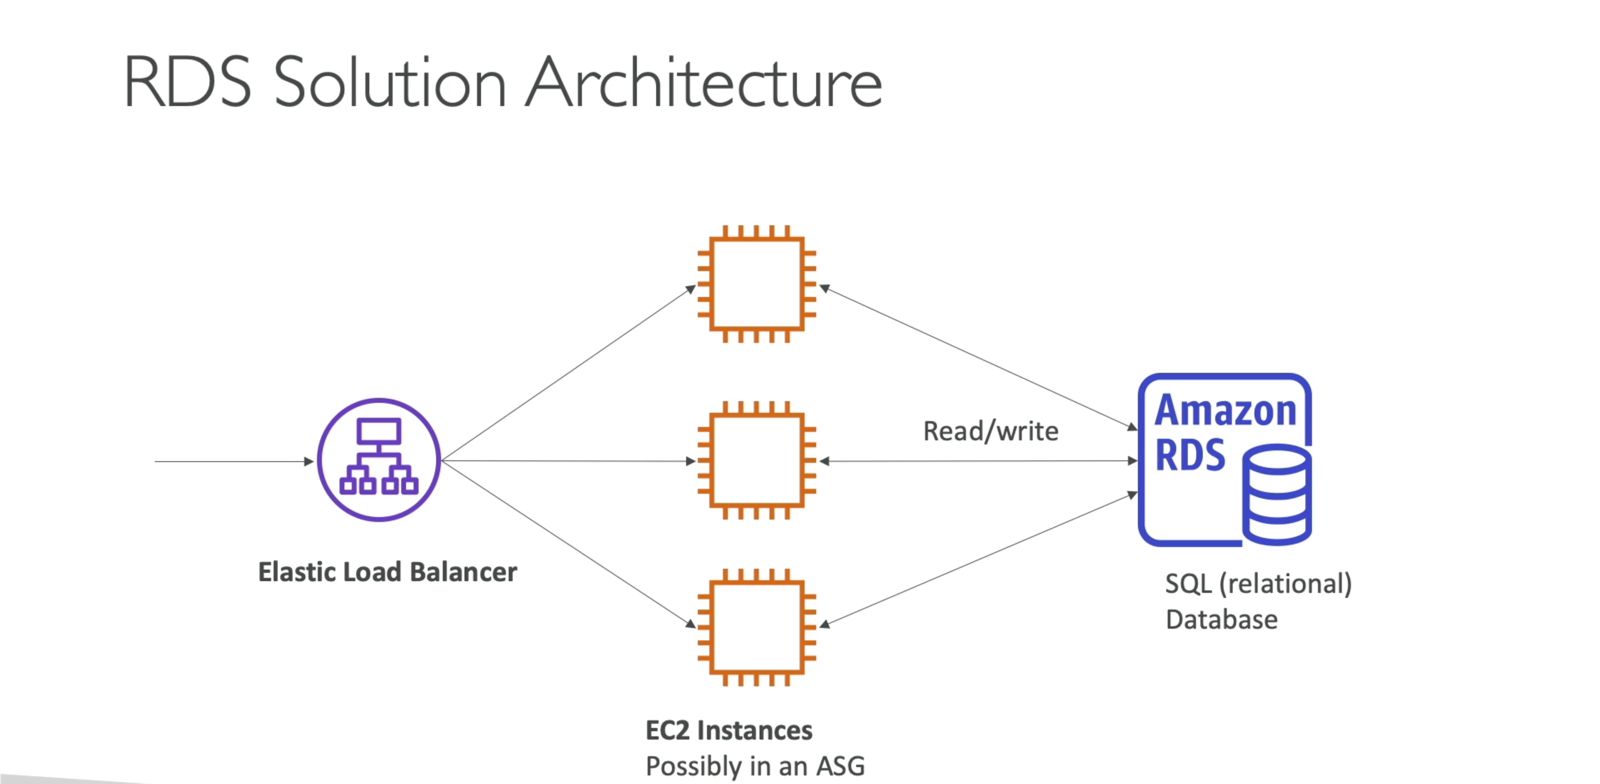 RDS Solution Architecture
Read/write
Amazon
RDS
Elastic Load Balancer
SQL (relational)
Database
EC2 Instances
Possibly in an ASG